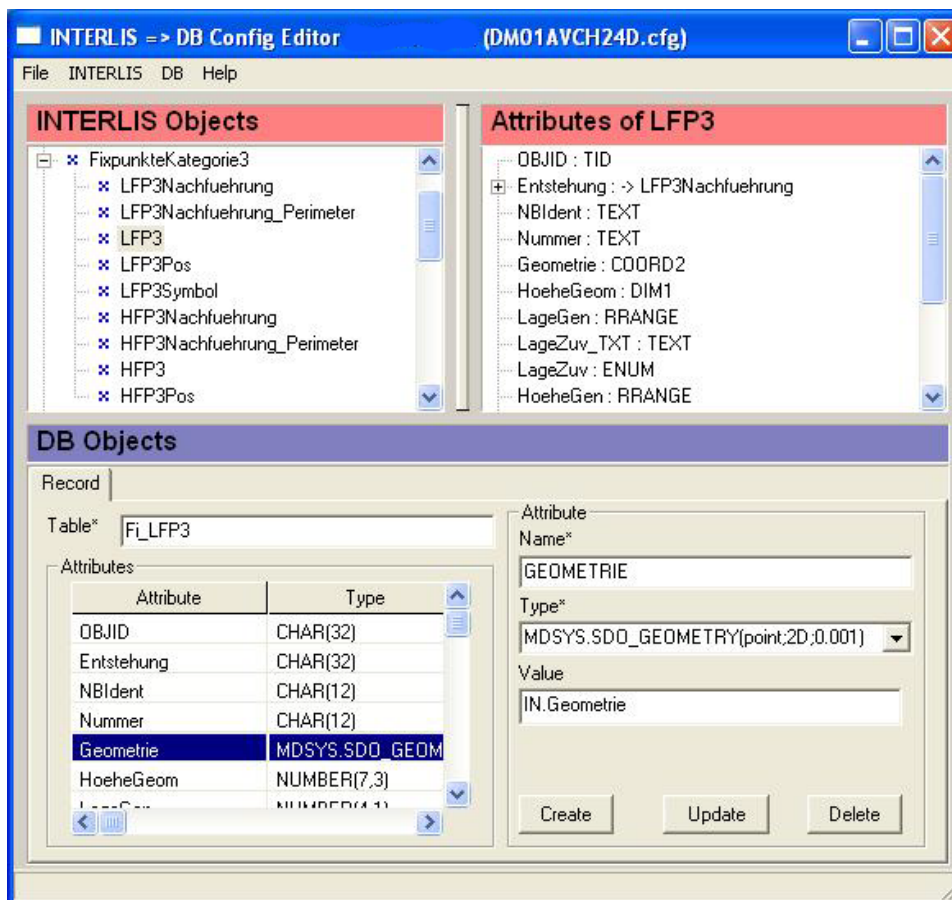 INTERLIS => DB Config Editor (DM01AVCH24D.cfg)
File INTERLIS DB Help
INTERLIS Objects
FixpunkteKategorie3
LFP3Nachfuehrung
LFP3Nachfuehrung_Perimeter
LFP3
LFP3Pos
LFP3Symbol
HFP3Nachfuehrung
HFP3Nachfuehrung_Perimeter
HFP3
HFP3Pos
Attributes of LFP3
OBJID : TID
Entstehung : -> LFP3Nachfuehrung
NBIdent : TEXT
Nummer : TEXT
Geometrie : COORD2
HoeheGeom : DIM1
LageGen : RRANGE
LageZuv_TXT : TEXT
LageZuv : ENUM
HoeheGen : RRANGE
DB Objects
Record
Table* Fi_LFP3
Attributes
Attribute Type
OBJID CHAR(32)
Entstehung CHAR(32)
NBIdent CHAR(12)
Nummer CHAR(12)
Geometrie MDSYS.SDO_GEOM
HoeheGeom NUMBER(7,3)
LageGen NUMBER(4,1)
Attribute
Name*
GEOMETRIE
Type*
MDSYS.SDO_GEOMETRY(point;2D;0.001)
Value
IN.Geometrie
Create Update Delete